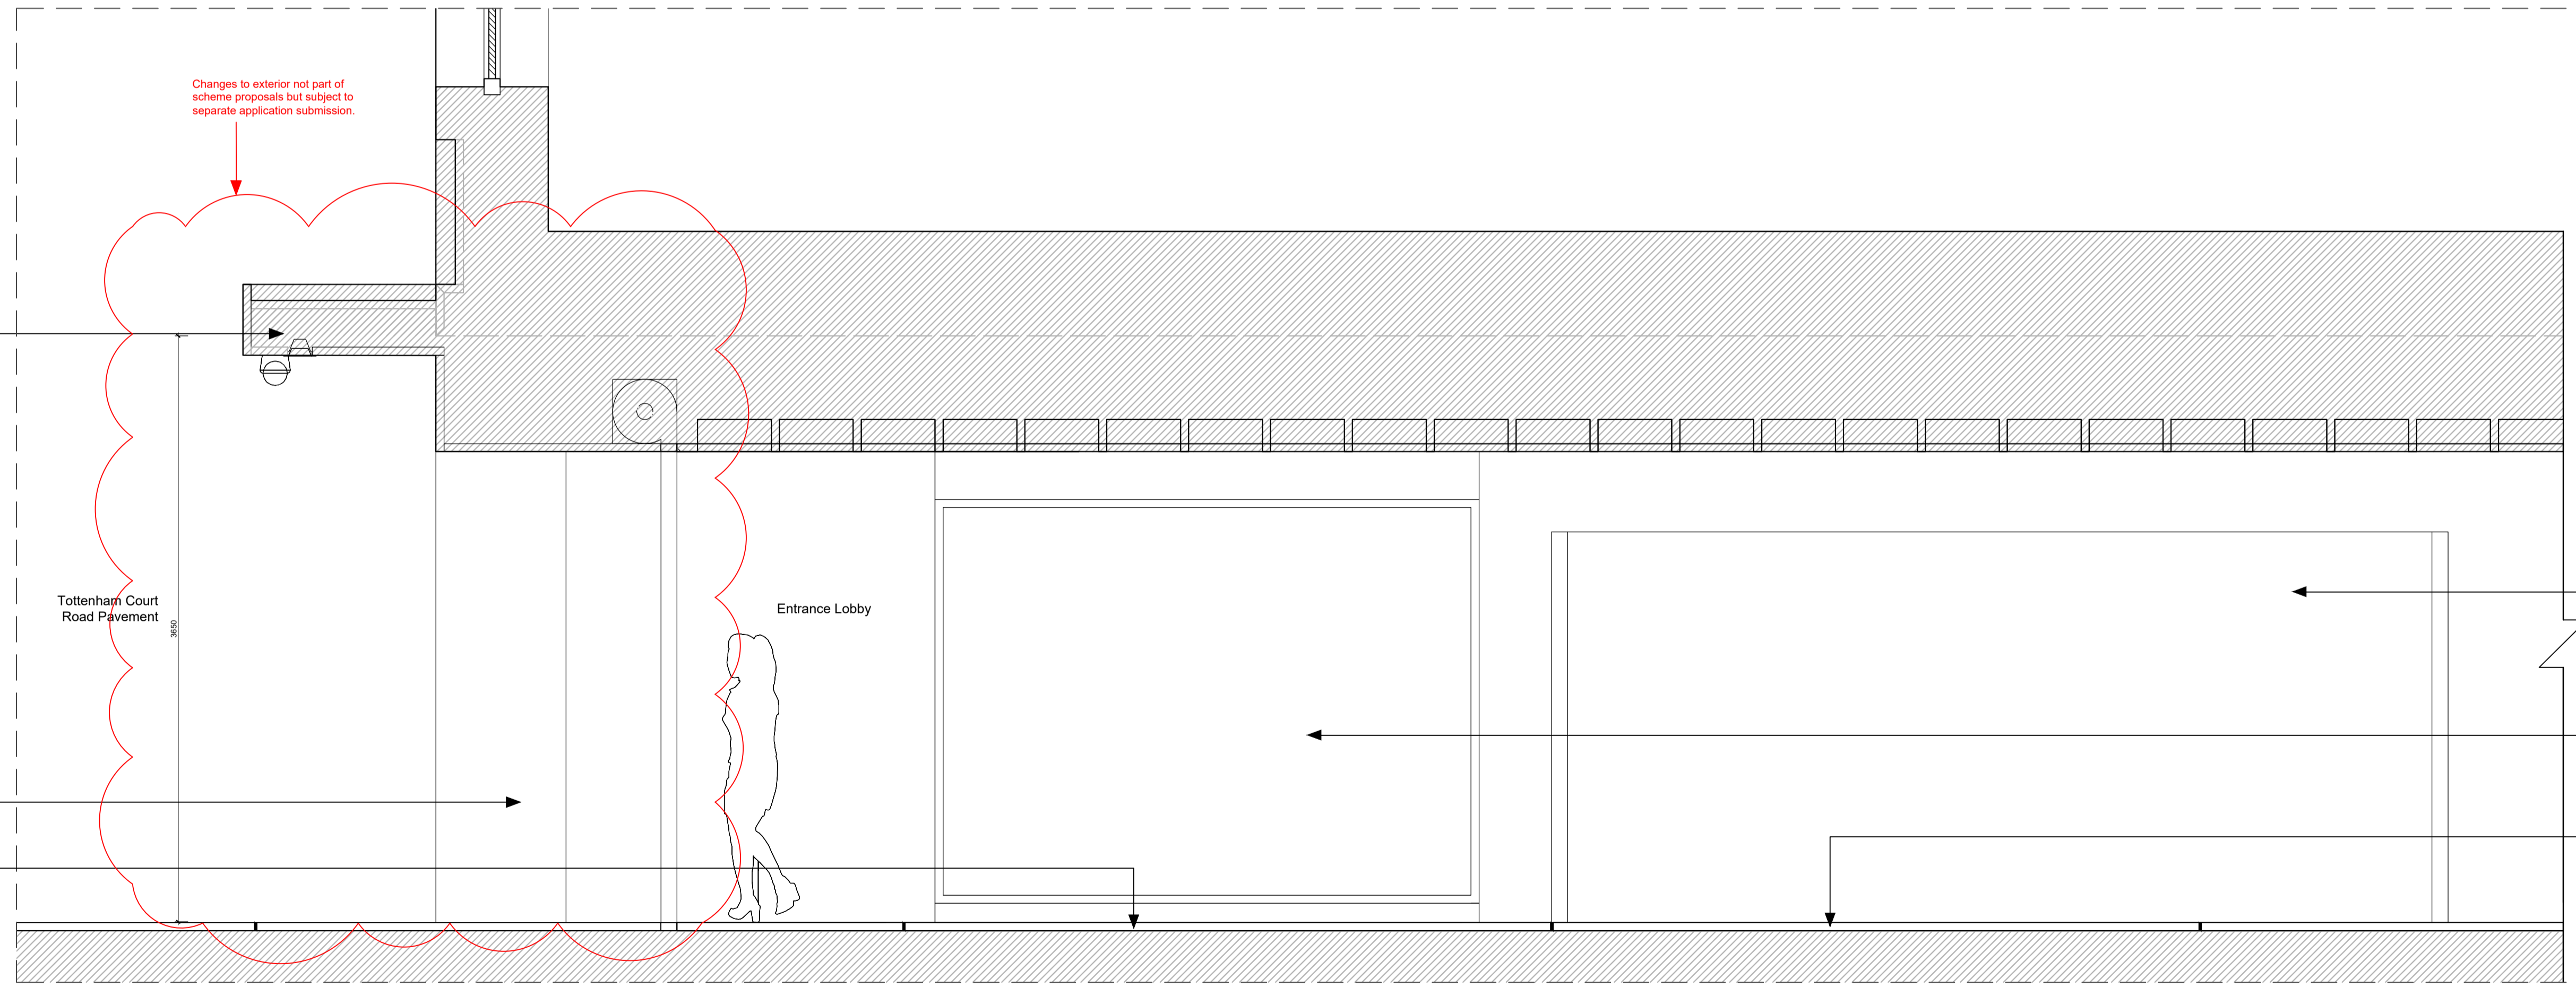 Changes to exterior not part of
scheme proposals but subject to
separate application submission.
Tottenham Court
Road Pavement
3650
Entrance Lobby